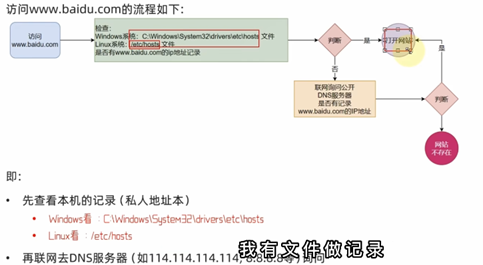 访问www.baidu.com的流程如下：
访问
www.baidu.com
检查：
Windows系统：C:\Windows\System32\drivers\etc\hosts 文件
Linux系统：/etc/hosts 文件
是否有www.baidu.com的ip地址记录
判断
是
打开网站
否
是
联网询问公开
DNS服务器
是否有记录
www.baidu.com的IP地址
判断
网站
不存在
即：
• 先查看本机的记录（私人地址本）
• Windows看：C:\Windows\System32\drivers\etc\hosts
• Linux看：/etc/hosts
• 再联网去DNS服务器（如114.114.114.114, 8.8.8.8等）询问
我有文件做记录